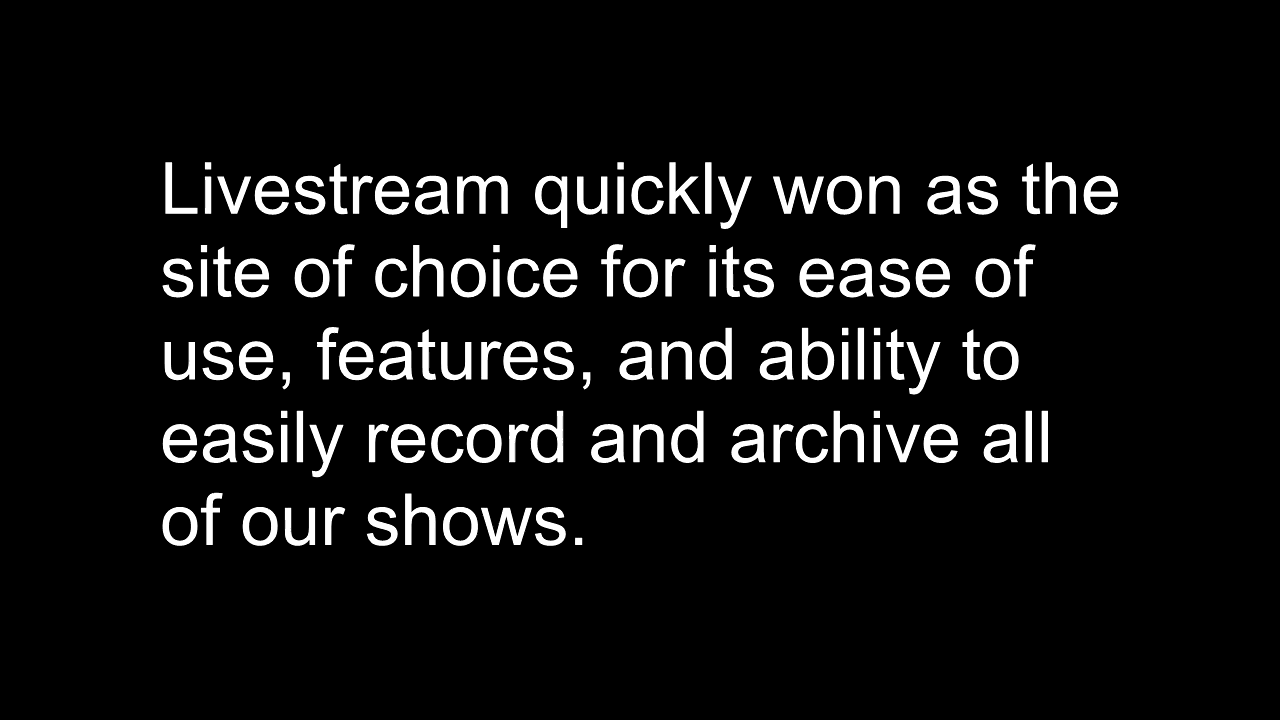 Livestream quickly won as the
site of choice for its ease of
use, features, and ability to
easily record and archive all
of our shows.